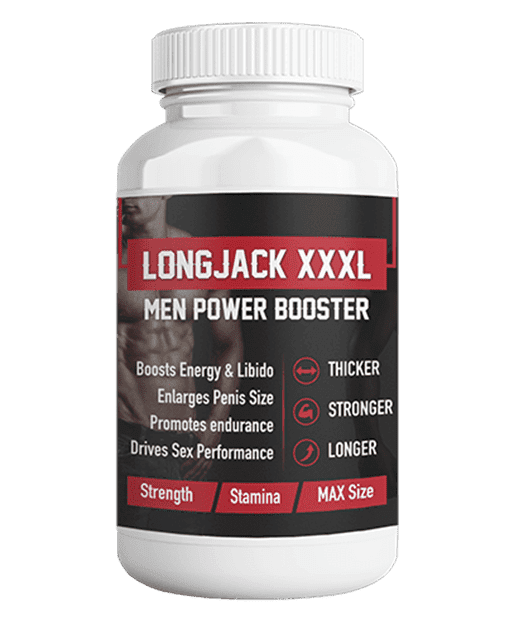 LONGJACK XXXL
MEN POWER BOOSTER
Boosts Energy & Libido
Enlarges Penis Size
Promotes endurance
Drives Sex Performance
THICKER
STRONGER
LONGER
Strength
Stamina
MAX Size